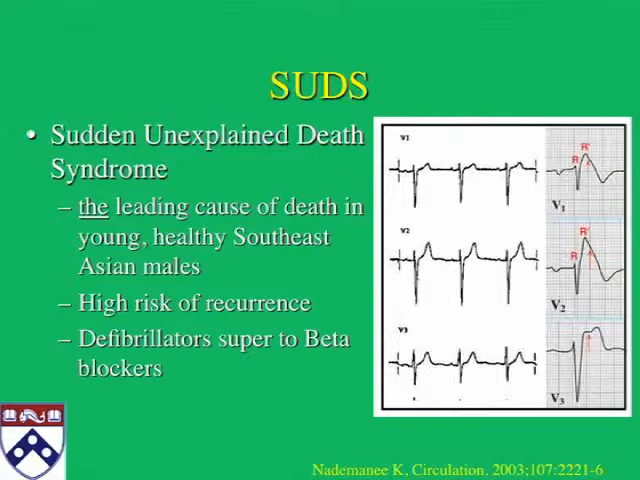 SUDS
• Sudden Unexplained Death
Syndrome
– the leading cause of death in
young, healthy Southeast
Asian males
– High risk of recurrence
– Defibrillators super to Beta
blockers
V1
V2
V3
R R'
V1
R R'
V2
V3
Nademanee K, Circulation. 2003;107:2221-6